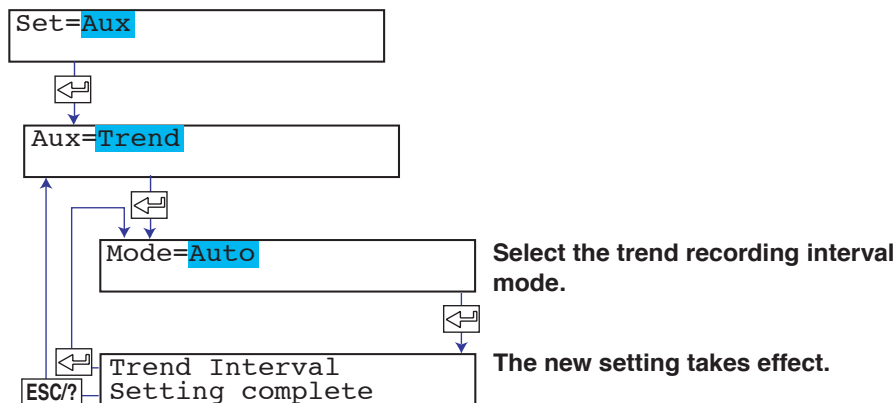 Set=Aux
Aux=Trend
Mode=Auto
Select the trend recording interval
mode.
Trend Interval
Setting complete
The new setting takes effect.
ESC/?